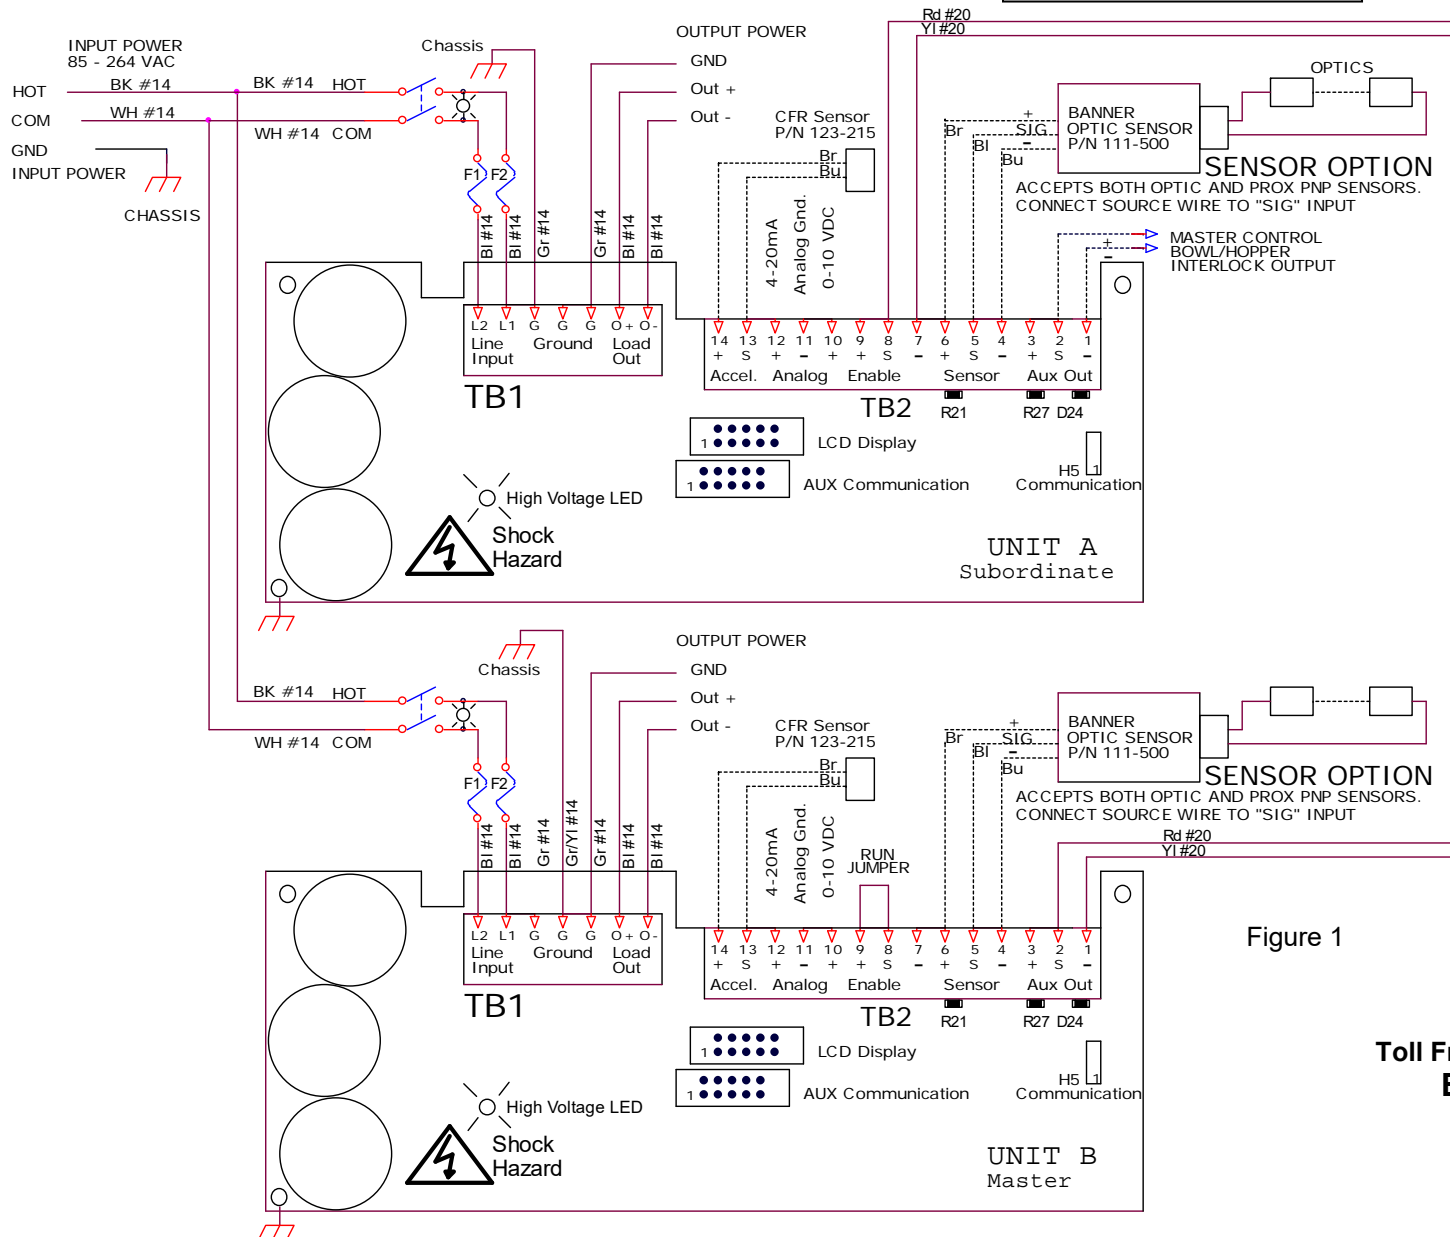 Rd #20
Yl #20
INPUT POWER
85 - 264 VAC
Chassis
OUTPUT POWER
GND
Out +
Out -
HOT
BK #14
BK #14 HOT
COM
WH #14
WH #14 COM
GND
INPUT POWER
CHASSIS
F1 F2
Bl #14
Bl #14
Gr #14
Gr #14
Bl #14
Bl #14
CFR Sensor
P/N 123-215
Br
Bu
4-20mA
Analog Gnd.
0-10 VDC
+
SIG
-
Br
Bl
Bu
BANNER
OPTIC SENSOR
P/N 111-500
OPTICS
SENSOR OPTION
ACCEPTS BOTH OPTIC AND PROX PNP SENSORS.
CONNECT SOURCE WIRE TO "SIG" INPUT
+
-
MASTER CONTROL
BOWL/HOPPER
INTERLOCK OUTPUT
L2 L1 G G G O+ O-
Line Input
Ground
Load Out
TB1
14 13 12 11 10 9 8 7 6 5 4 3 2 1
+ S + - + + S - + S - + S -
Accel. Analog Enable Sensor Aux Out
TB2
R21 R27 D24
1
LCD Display
1
AUX Communication
H5 1
Communication
High Voltage LED
Shock
Hazard
UNIT A
Subordinate
Chassis
OUTPUT POWER
GND
Out +
Out -
BK #14 HOT
WH #14 COM
F1 F2
Bl #14
Bl #14
Gr #14
Gr/Yl #14
Gr #14
Bl #14
Bl #14
CFR Sensor
P/N 123-215
Br
Bu
4-20mA
Analog Gnd.
0-10 VDC
RUN
JUMPER
+
SIG
-
Br
Bl
Bu
BANNER
OPTIC SENSOR
P/N 111-500
SENSOR OPTION
ACCEPTS BOTH OPTIC AND PROX PNP SENSORS.
CONNECT SOURCE WIRE TO "SIG" INPUT
Rd #20
Yl #20
L2 L1 G G G O+ O-
Line Input
Ground
Load Out
TB1
14 13 12 11 10 9 8 7 6 5 4 3 2 1
+ S + - + + S - + S - + S -
Accel. Analog Enable Sensor Aux Out
TB2
R21 R27 D24
1
LCD Display
1
AUX Communication
H5 1
Communication
High Voltage LED
Shock
Hazard
UNIT B
Master
Figure 1
Toll